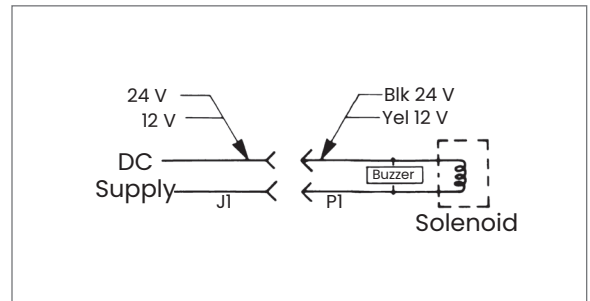 24 V
12 V
Blk 24 V
Yel 12 V
DC
Supply
J1
P1
Buzzer
Solenoid